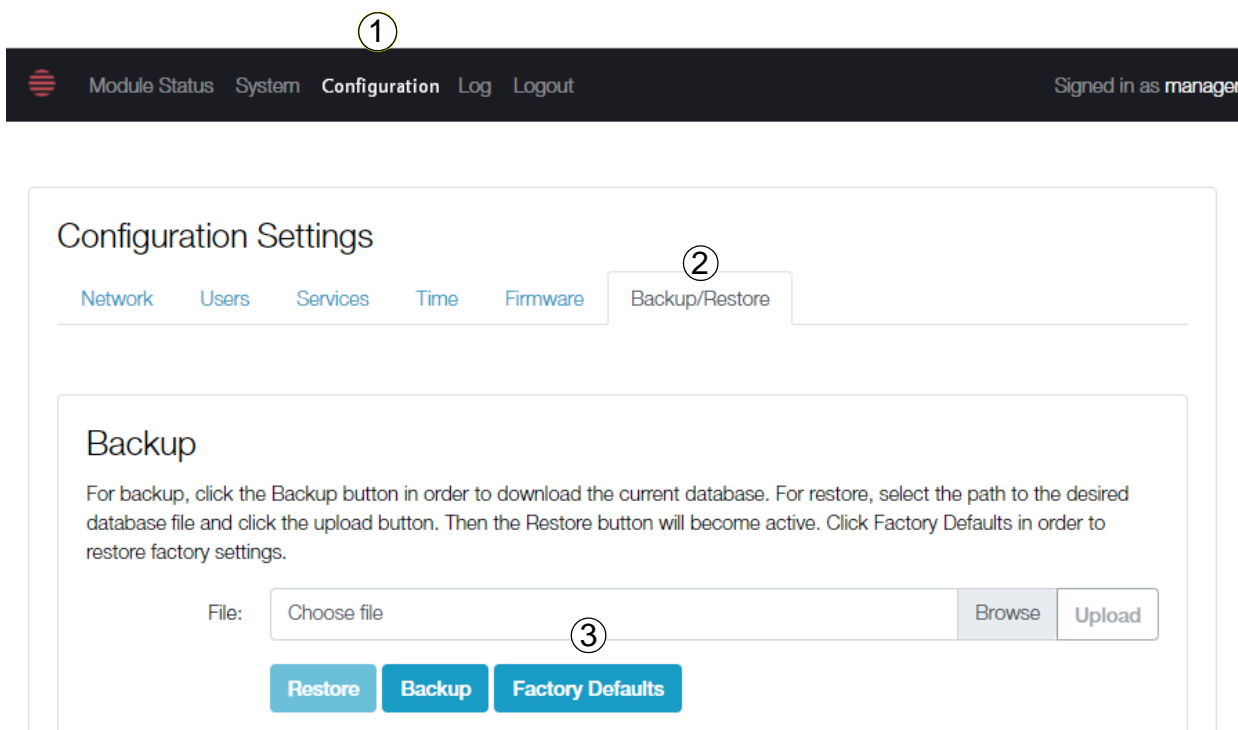 ①
Module Status System Configuration Log Logout Signed in as manager
Configuration Settings
②
Network Users Services Time Firmware Backup/Restore
Backup
For backup, click the Backup button in order to download the current database. For restore, select the path to the desired
database file and click the upload button. Then the Restore button will become active. Click Factory Defaults in order to
restore factory settings.
File: Choose file Browse Upload
③
Restore Backup Factory Defaults